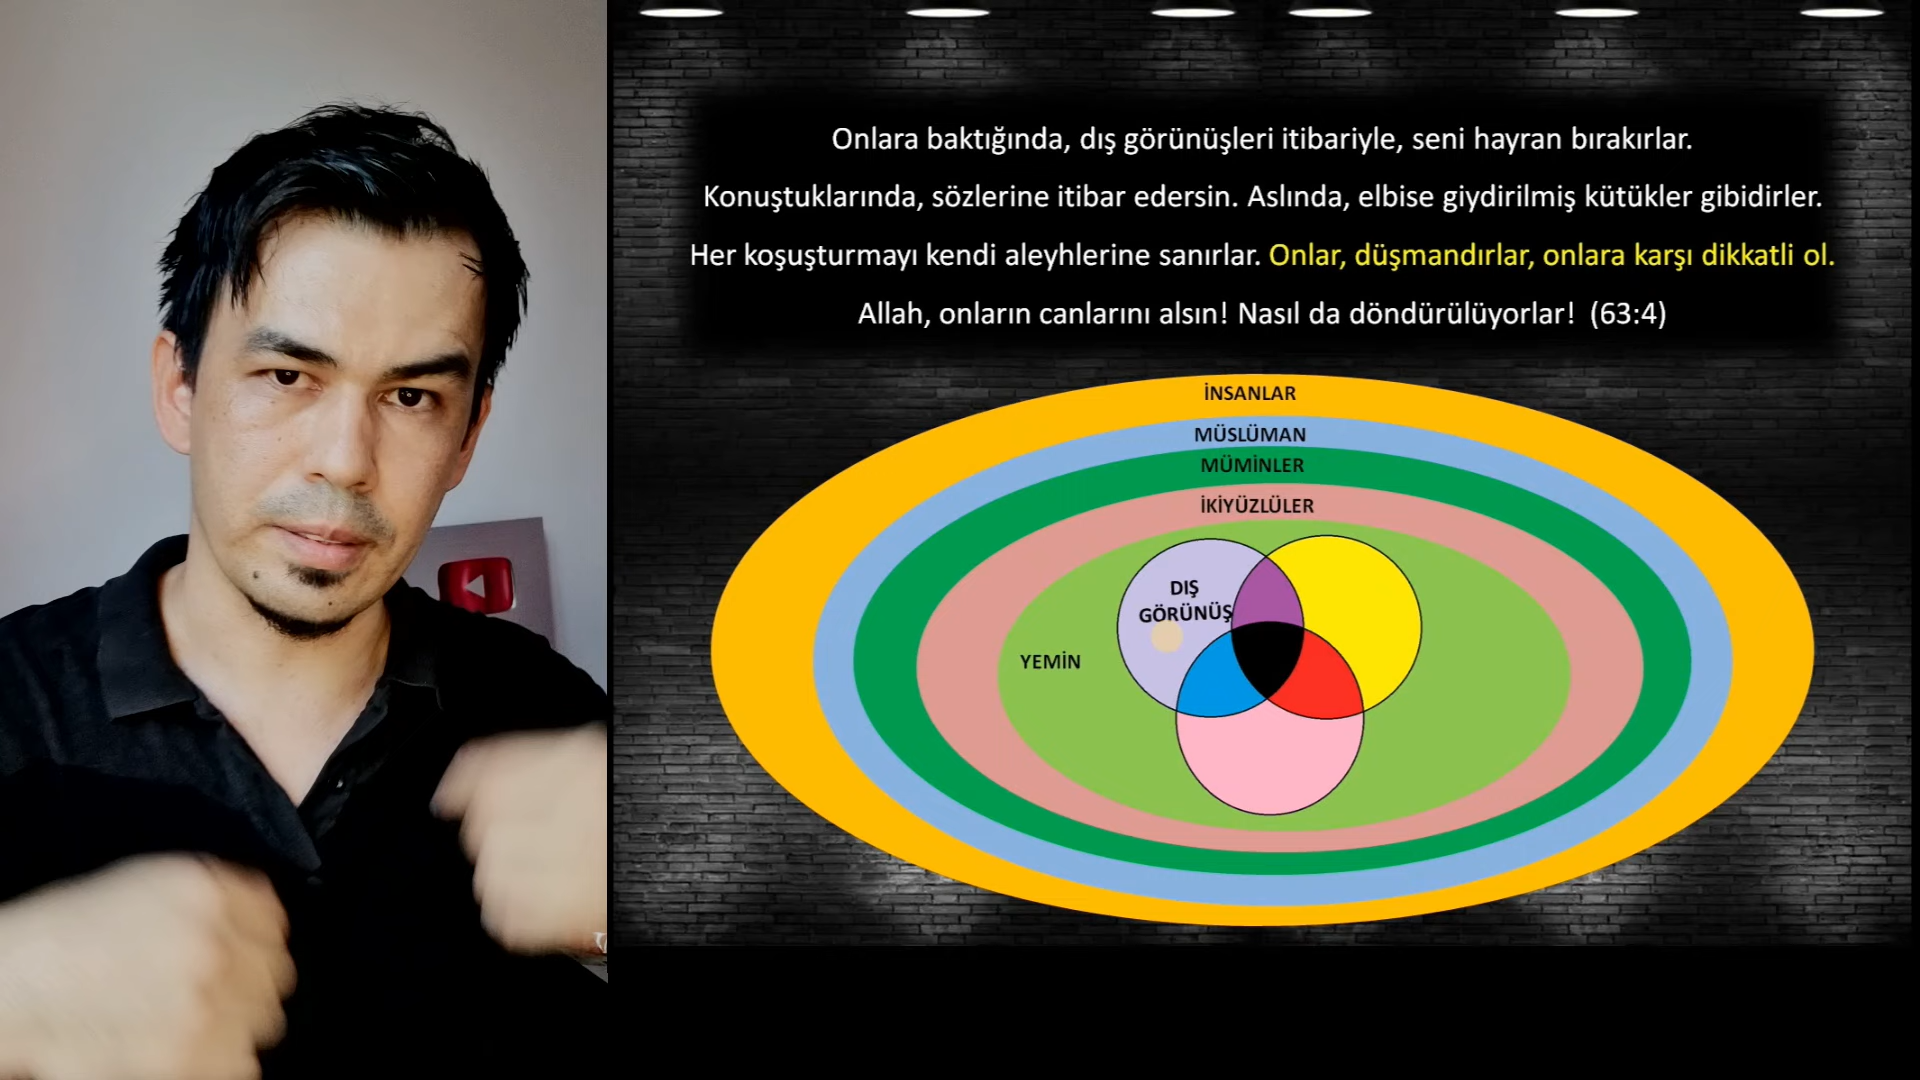 Onlara baktığında, dış görünüşleri itibariyle, seni hayran bırakırlar.
Konuştuklarında, sözlerine itibar edersin. Aslında, elbise giydirilmiş kütükler gibidirler.
Her koşuşturmayı kendi aleyhlerine sanırlar. Onlar, düşmandırlar, onlara karşı dikkatli ol.
Allah, onların canlarını alsın! Nasıl da döndürülüyorlar! (63:4)
İNSANLAR
MÜSLÜMAN
MÜMİNLER
İKİYÜZLÜLER
DIŞ
GÖRÜNÜŞ
YEMİN